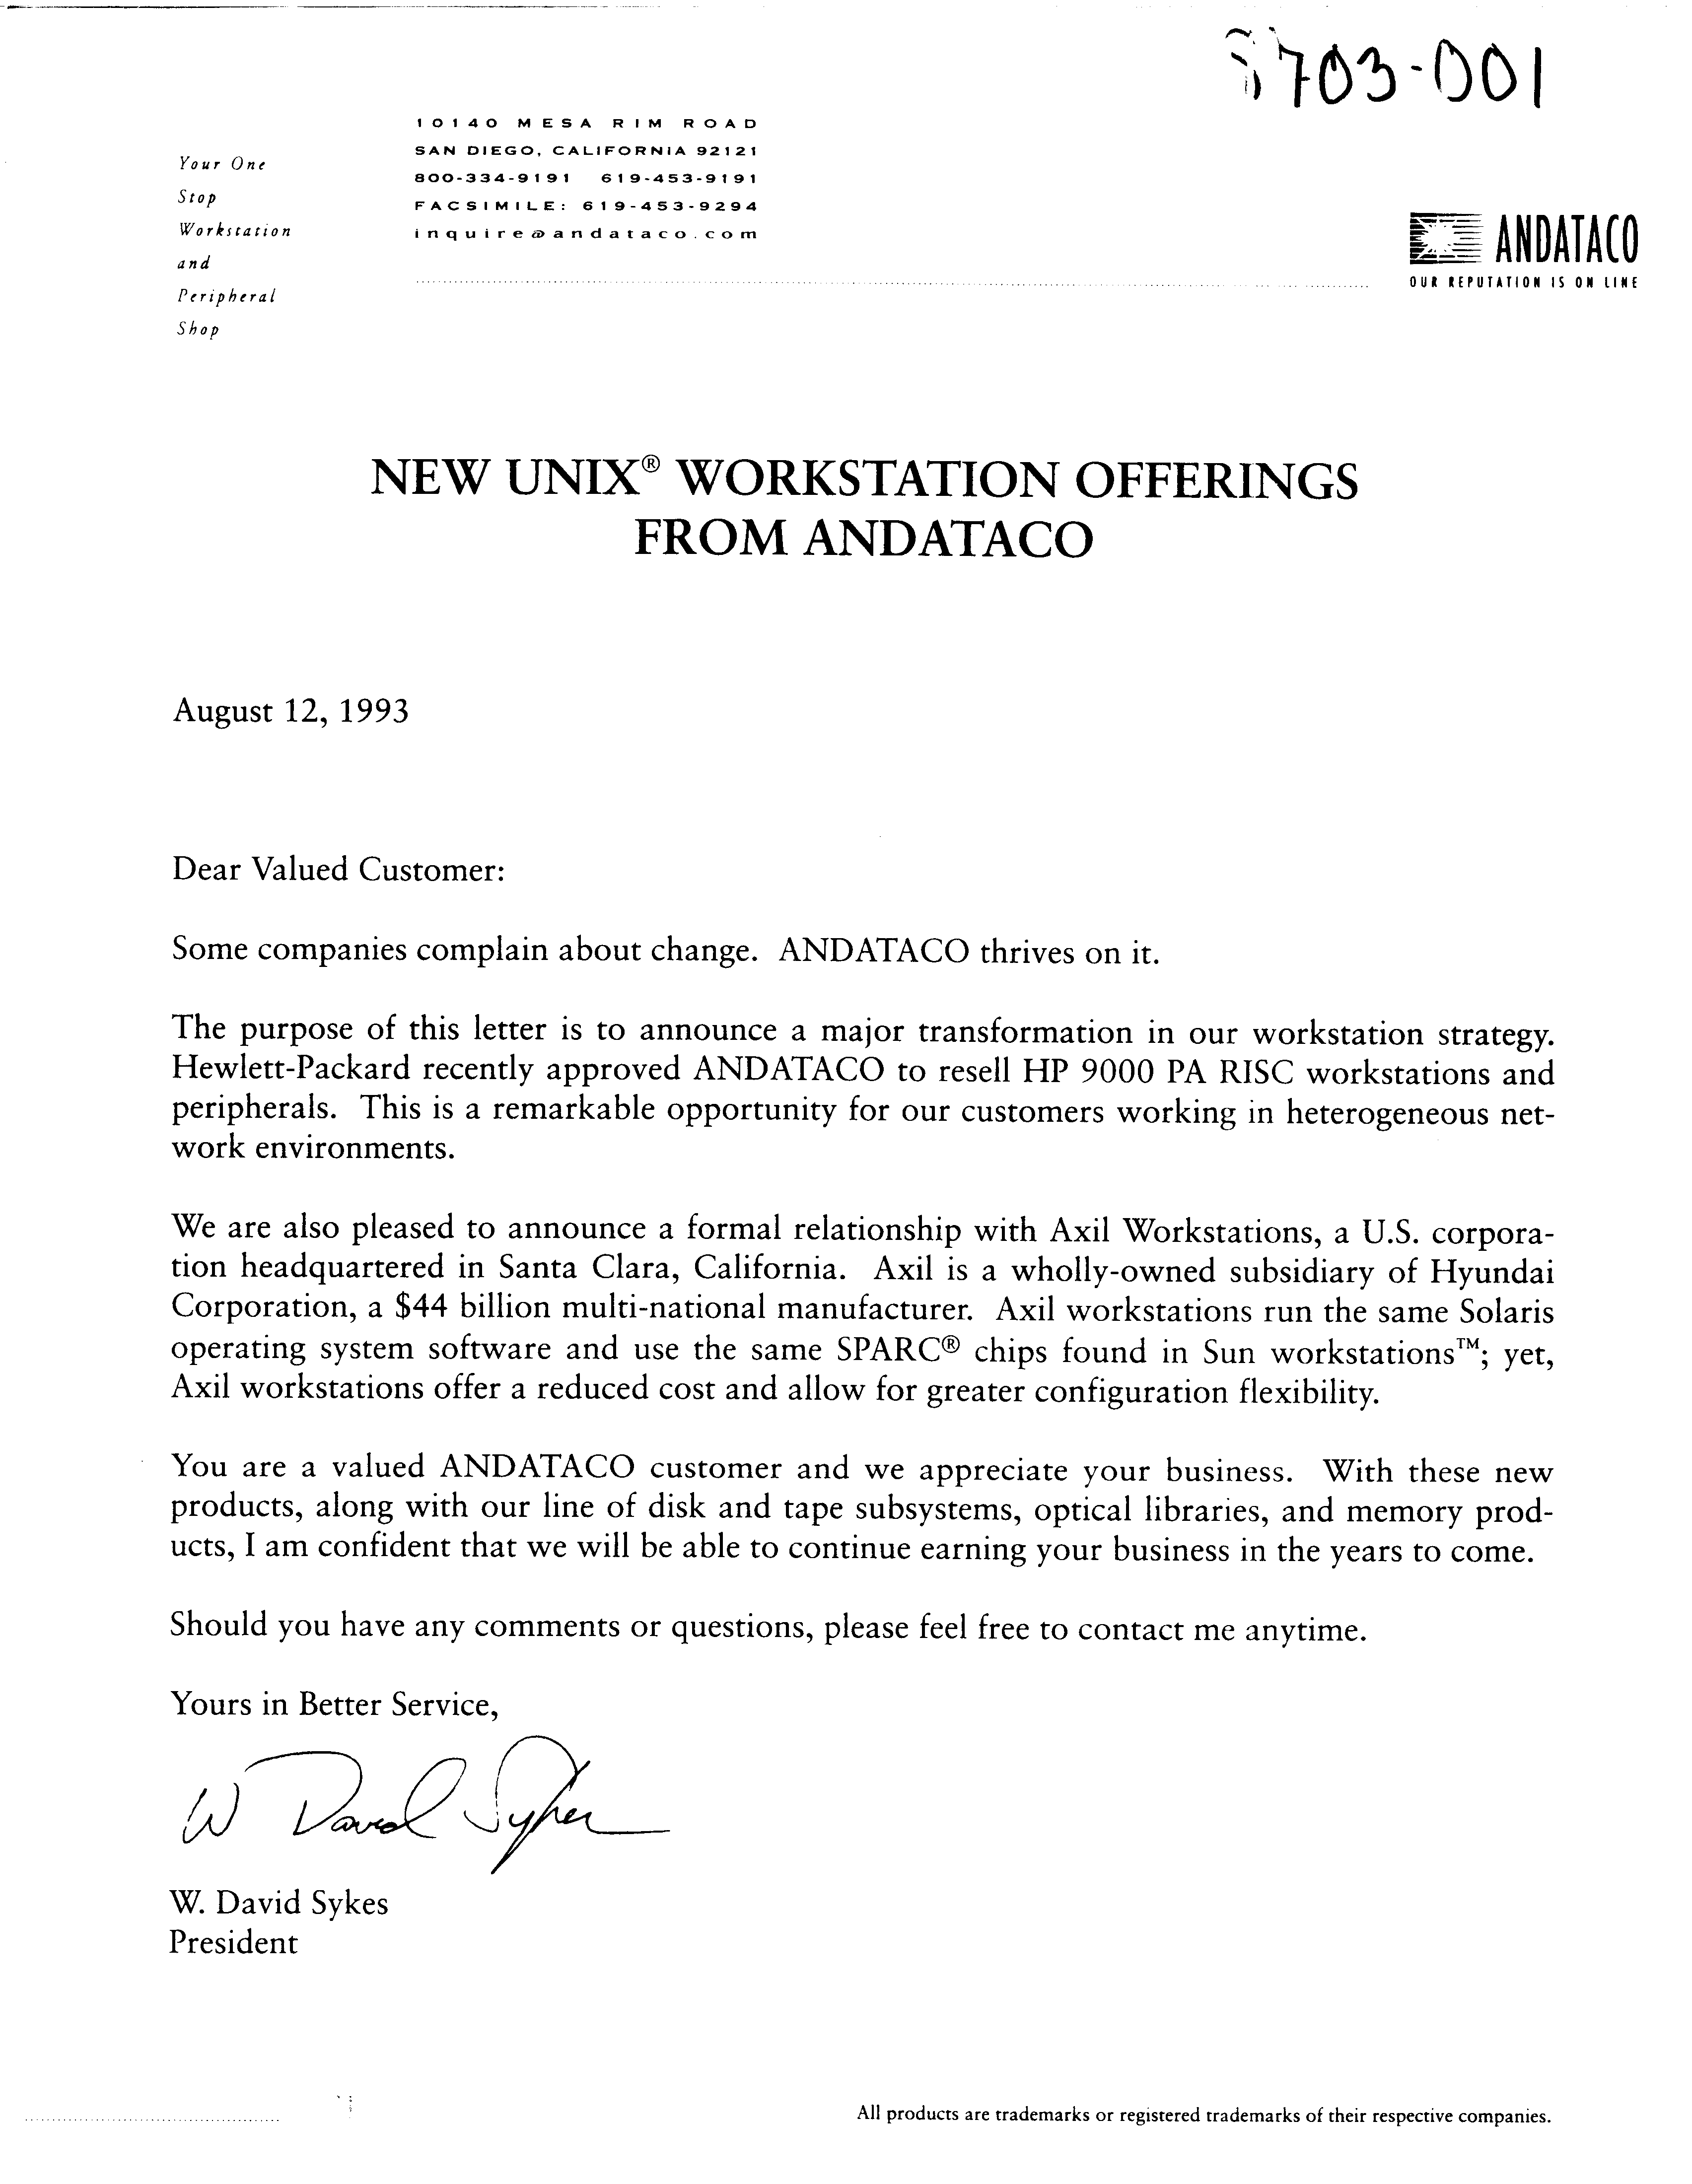 703-001
10140 MESA RIM ROAD
SAN DIEGO, CALIFORNIA 92121
800-334-9191 619-453-9191
FACSIMILE: 619-453-9294
inquire@andataco.com
Your One
Stop
Workstation
and
Peripheral
Shop
ANDATACO
OUR REPUTATION IS ON LINE
NEW UNIX® WORKSTATION OFFERINGS
FROM ANDATACO
August 12, 1993
Dear Valued Customer:
Some companies complain about change. ANDATACO thrives on it.
The purpose of this letter is to announce a major transformation in our workstation strategy.
Hewlett-Packard recently approved ANDATACO to resell HP 9000 PA RISC workstations and
peripherals. This is a remarkable opportunity for our customers working in heterogeneous net-
work environments.
We are also pleased to announce a formal relationship with Axil Workstations, a U.S. corpora-
tion headquartered in Santa Clara, California. Axil is a wholly-owned subsidiary of Hyundai
Corporation, a $44 billion multi-national manufacturer. Axil workstations run the same Solaris
operating system software and use the same SPARC® chips found in Sun workstations™; yet,
Axil workstations offer a reduced cost and allow for greater configuration flexibility.
You are a valued ANDATACO customer and we appreciate your business. With these new
products, along with our line of disk and tape subsystems, optical libraries, and memory prod-
ucts, I am confident that we will be able to continue earning your business in the years to come.
Should you have any comments or questions, please feel free to contact me anytime.
Yours in Better Service,
W David Sykes
W. David Sykes
President
All products are trademarks or registered trademarks of their respective companies.